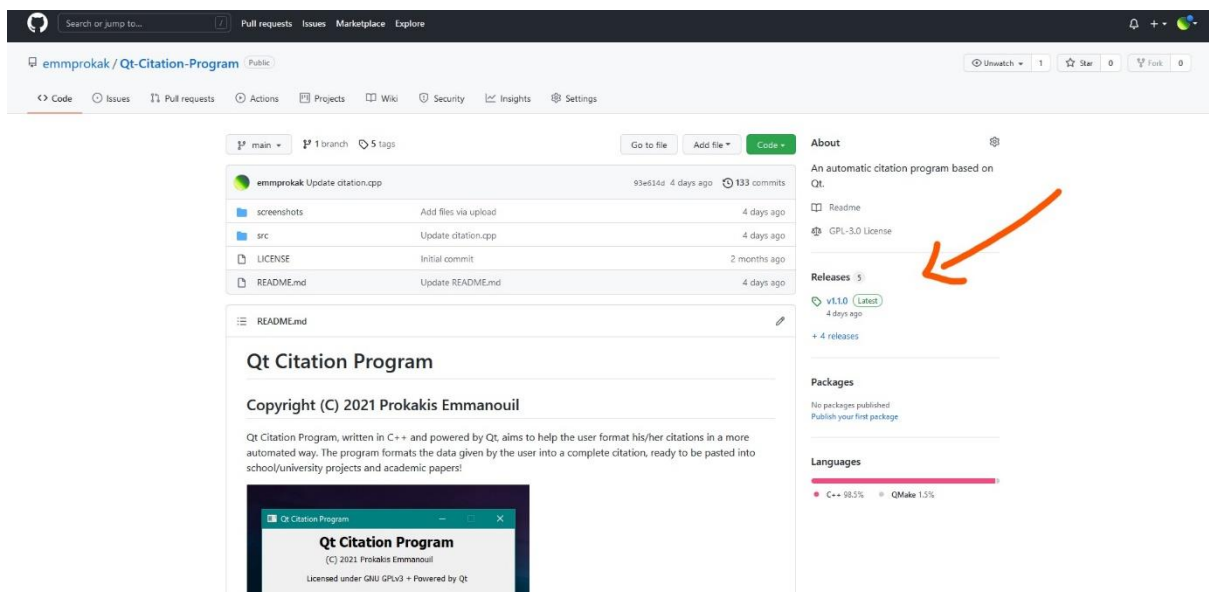 Search or jump to... /
Pull requests Issues Marketplace Explore
emmprokak / Qt-Citation-Program Public
Unwatch 1 Star 0 Fork 0
Code Issues Pull requests Actions Projects Wiki Security Insights Settings
main 1 branch 5 tags
Go to file Add file Code
emmprokak Update citation.cpp 93e614d 4 days ago 133 commits
screenshots Add files via upload 4 days ago
src Update citation.cpp 4 days ago
LICENSE Initial commit 2 months ago
README.md Update README.md 4 days ago
README.md
Qt Citation Program
Copyright (C) 2021 Prokakis Emmanouil
Qt Citation Program, written in C++ and powered by Qt, aims to help the user format his/her citations in a more
automated way. The program formats the data given by the user into a complete citation, ready to be pasted into
school/university projects and academic papers!
Qt Citation Program
Qt Citation Program
(C) 2021 Prokakis Emmanouil
Licensed under GNU GPLv3 + Powered by Qt
About
An automatic citation program based on
Qt.
Readme
GPL-3.0 License
Releases 5
v1.1.0 Latest
4 days ago
+ 4 releases
Packages
No packages published
Publish your first package
Languages
C++ 98.5% QMake 1.5%